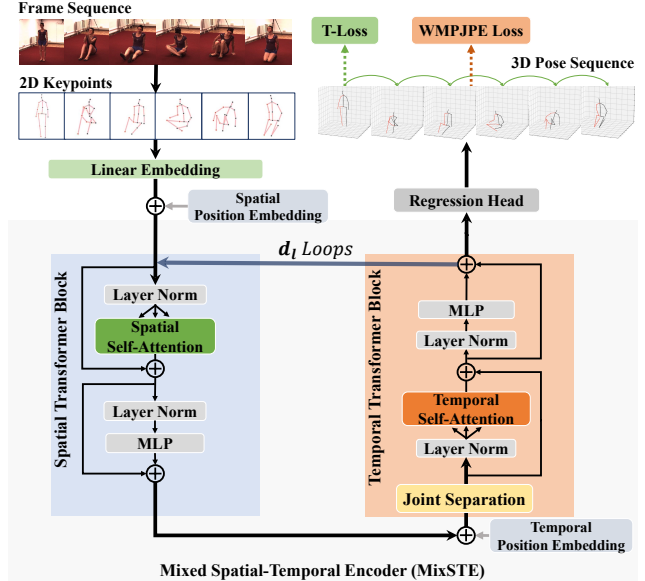 Frame Sequence
2D Keypoints
Linear Embedding
Spatial
Position Embedding
T-Loss
WMPJPE Loss
3D Pose Sequence
Regression Head
d_l Loops
Spatial Transformer Block
Layer Norm
Spatial
Self-Attention
Layer Norm
MLP
Temporal Transformer Block
MLP
Layer Norm
Temporal
Self-Attention
Layer Norm
Joint Separation
Temporal
Position Embedding
Mixed Spatial-Temporal Encoder (MixSTE)